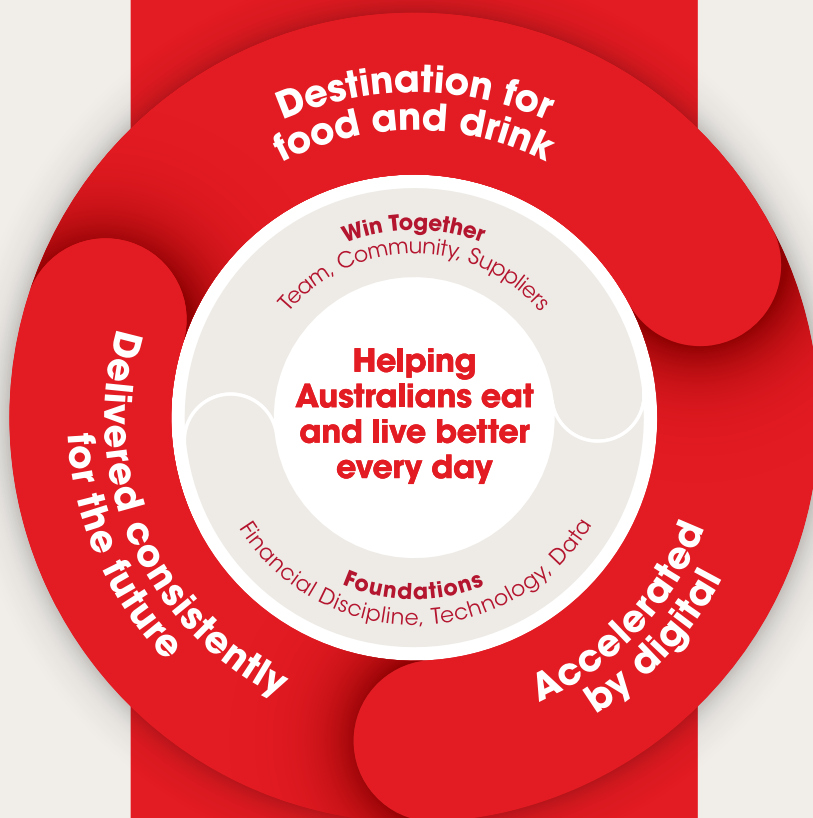 Destination for
food and drink
Win Together
Team, Community, Suppliers
Helping
Australians eat
and live better
every day
Foundations
Financial Discipline, Technology, Data
Accelerated
by digital
Delivered consistently
for the future